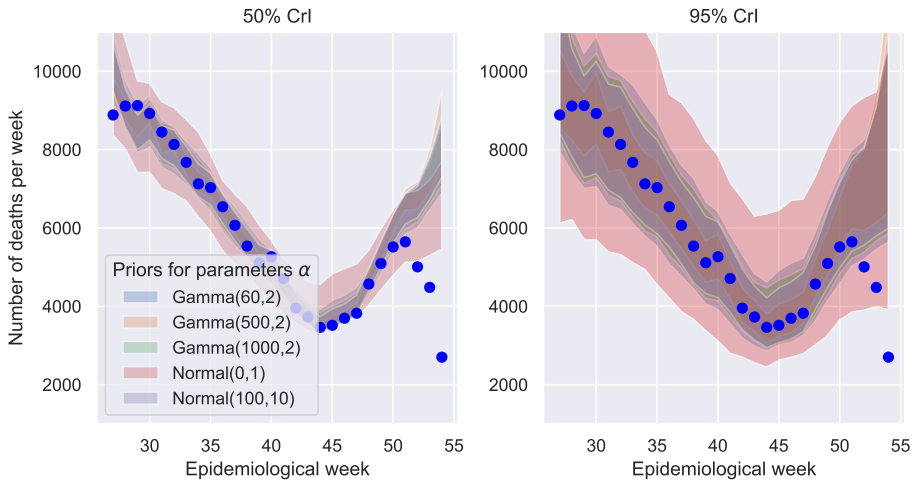 50% CrI
95% CrI
Number of deaths per week
10000
8000
6000
4000
2000
Priors for parameters α
Gamma(60,2)
Gamma(500,2)
Gamma(1000,2)
Normal(0,1)
Normal(100,10)
30 35 40 45 50 55
Epidemiological week
10000
8000
6000
4000
2000
30 35 40 45 50 55
Epidemiological week